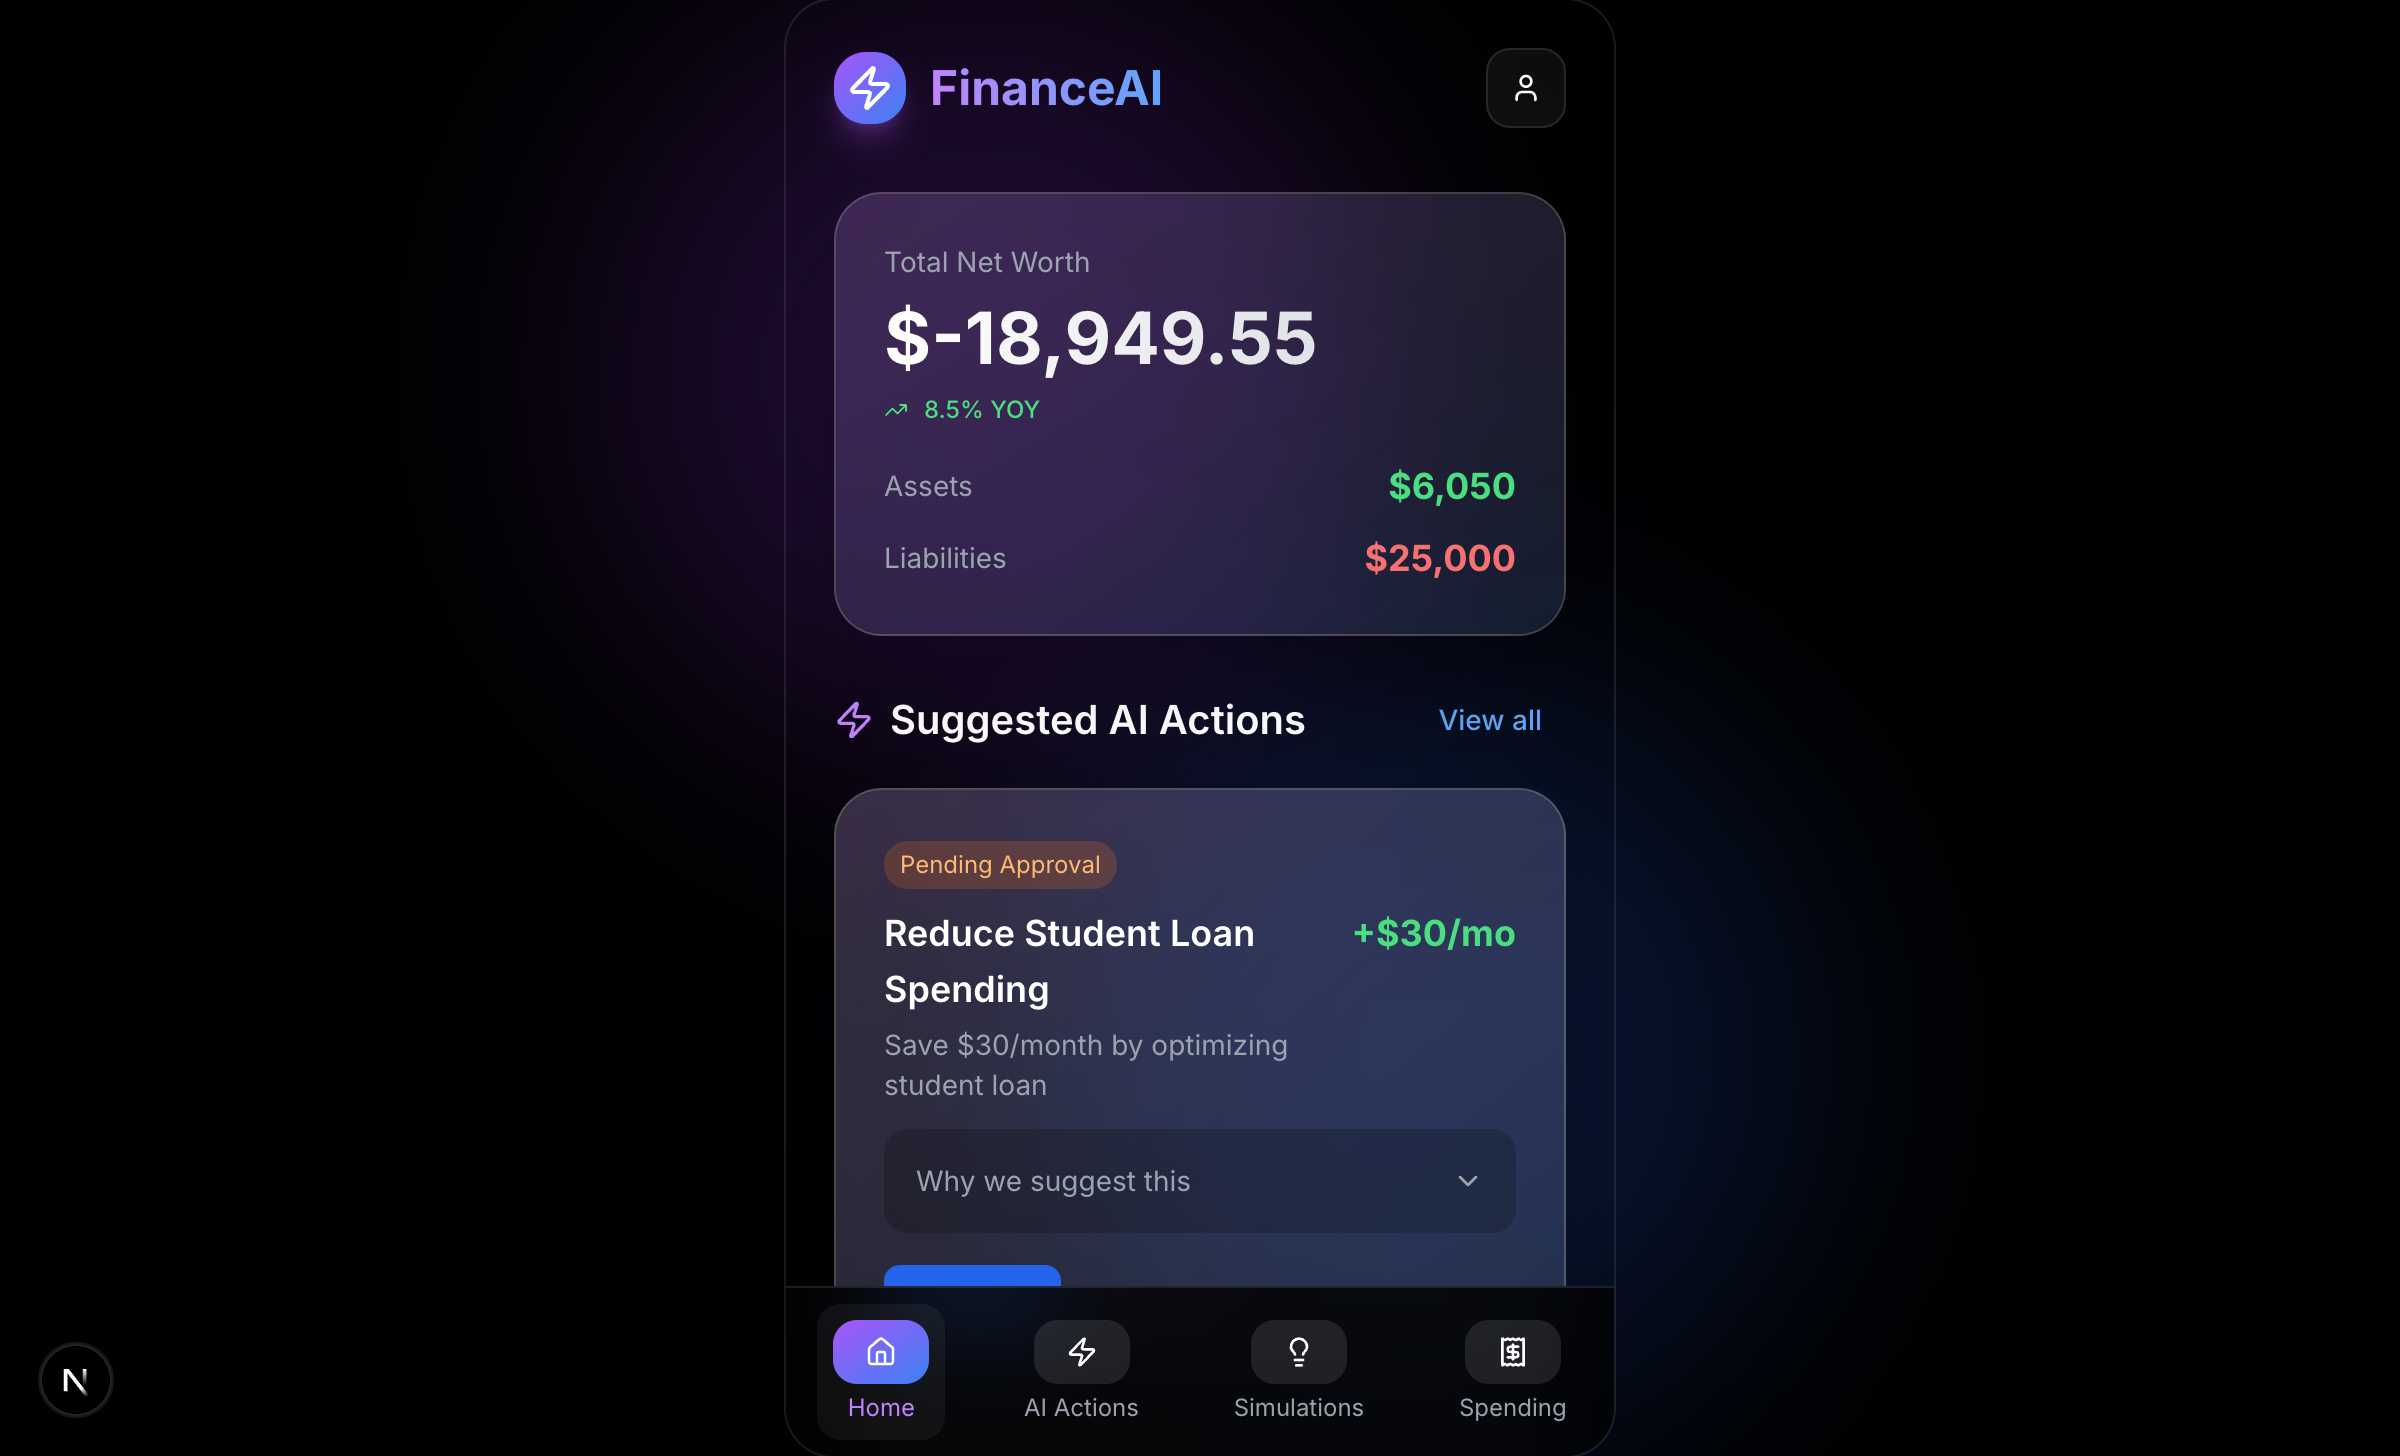 FinanceAI
Total Net Worth
$-18,949.55
8.5% YOY
Assets $6,050
Liabilities $25,000
Suggested AI Actions View all
Pending Approval
Reduce Student Loan +$30/mo
Spending
Save $30/month by optimizing
student loan
Why we suggest this
Home AI Actions Simulations Spending
N